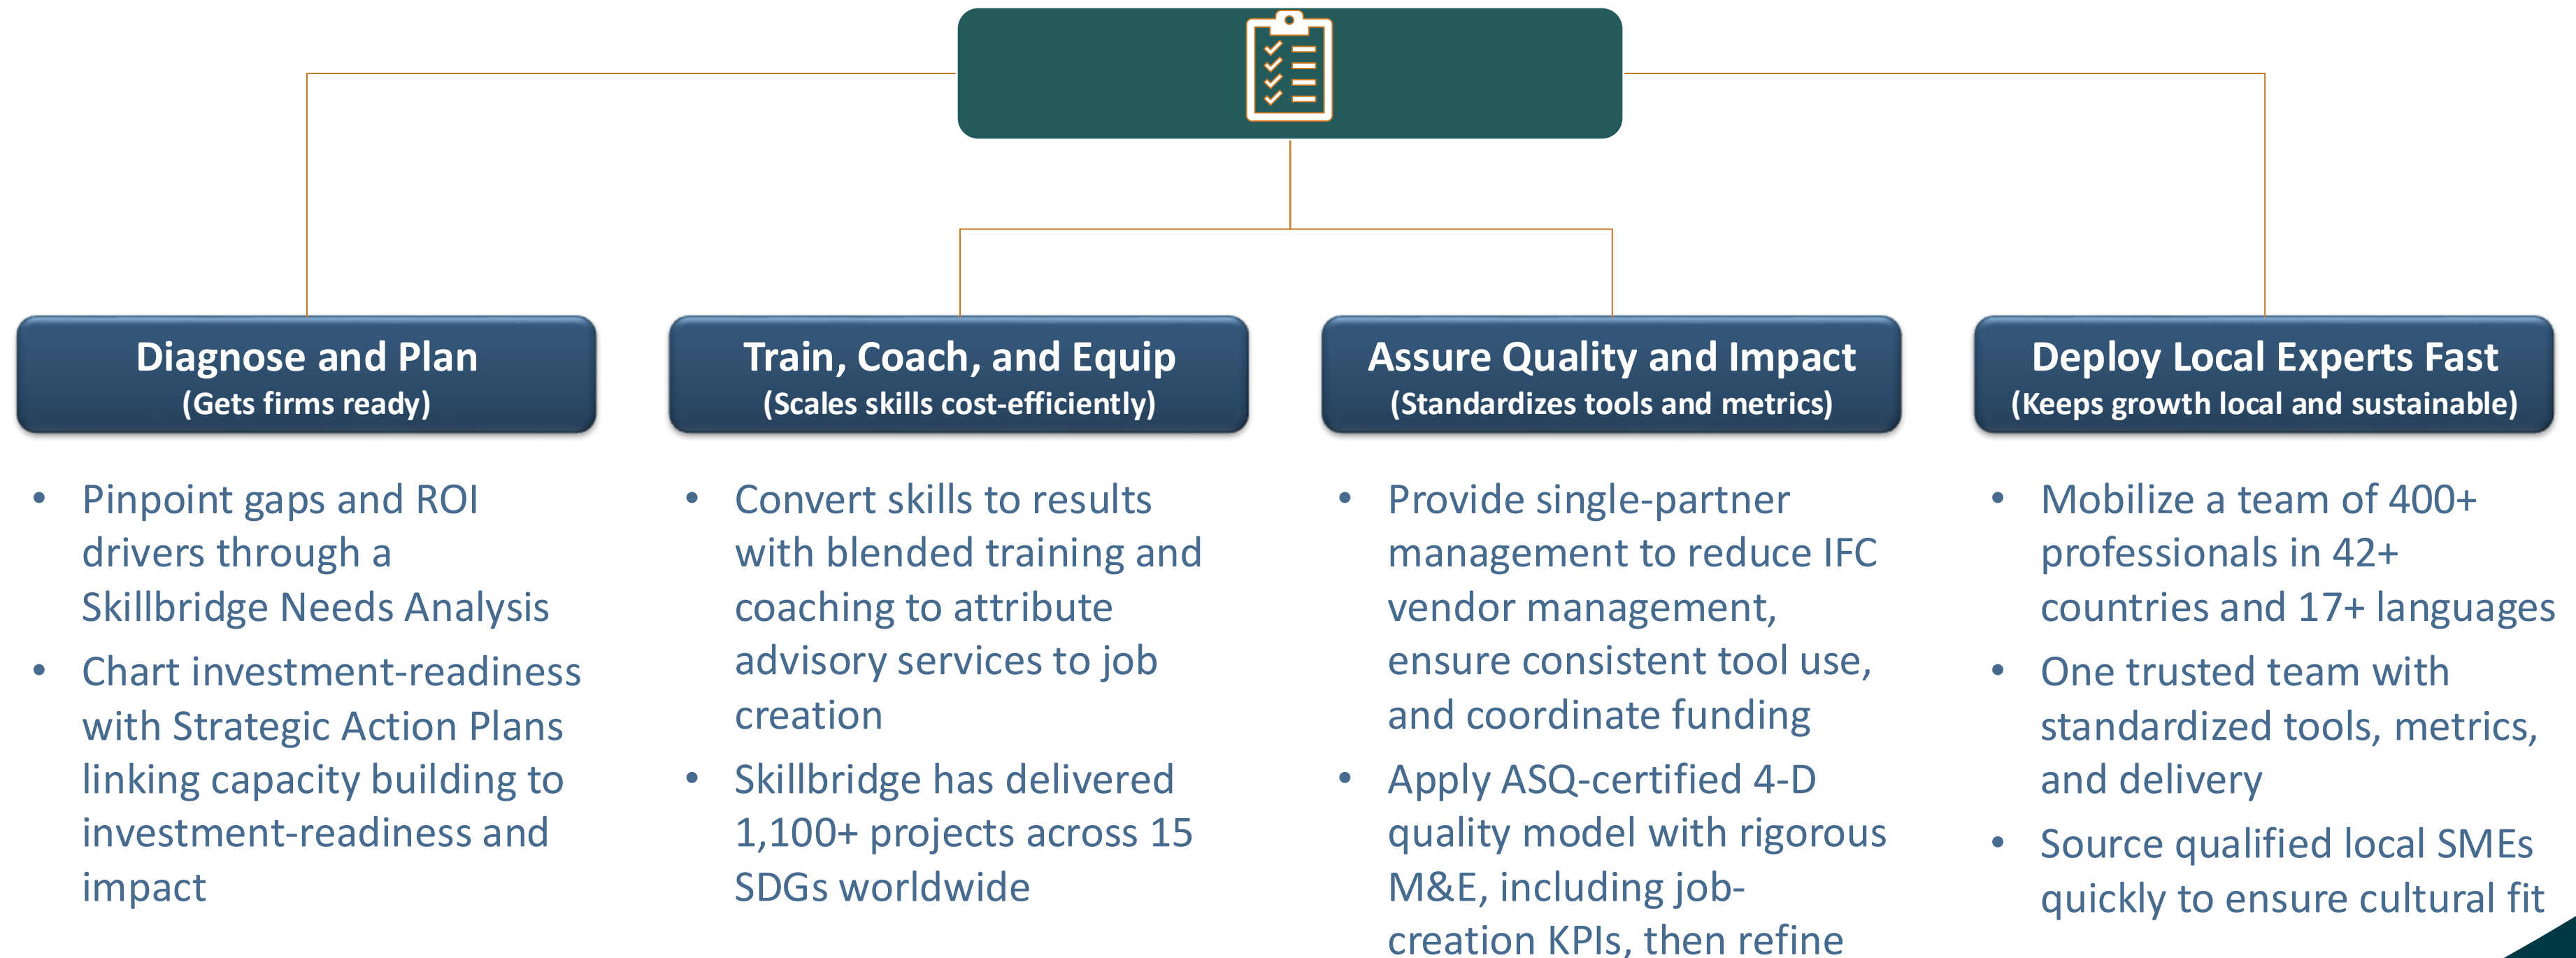 Diagnose and Plan
(Gets firms ready)
• Pinpoint gaps and ROI
drivers through a
Skillbridge Needs Analysis
• Chart investment-readiness
with Strategic Action Plans
linking capacity building to
investment-readiness and
impact
Train, Coach, and Equip
(Scales skills cost-efficiently)
• Convert skills to results
with blended training and
coaching to attribute
advisory services to job
creation
• Skillbridge has delivered
1,100+ projects across 15
SDGs worldwide
Assure Quality and Impact
(Standardizes tools and metrics)
• Provide single-partner
management to reduce IFC
vendor management,
ensure consistent tool use,
and coordinate funding
• Apply ASQ-certified 4-D
quality model with rigorous
M&E, including job-
creation KPIs, then refine
Deploy Local Experts Fast
(Keeps growth local and sustainable)
• Mobilize a team of 400+
professionals in 42+
countries and 17+ languages
• One trusted team with
standardized tools, metrics,
and delivery
• Source qualified local SMEs
quickly to ensure cultural fit